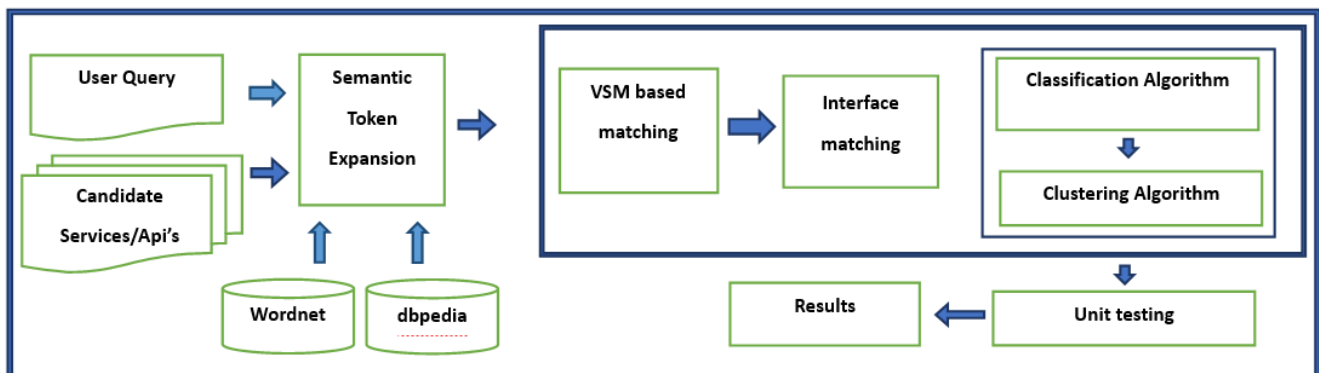 User Query
Candidate
Services/Api's
Semantic
Token
Expansion
Wordnet
dbpedia
VSM based
matching
Interface
matching
Classification Algorithm
Clustering Algorithm
Unit testing
Results